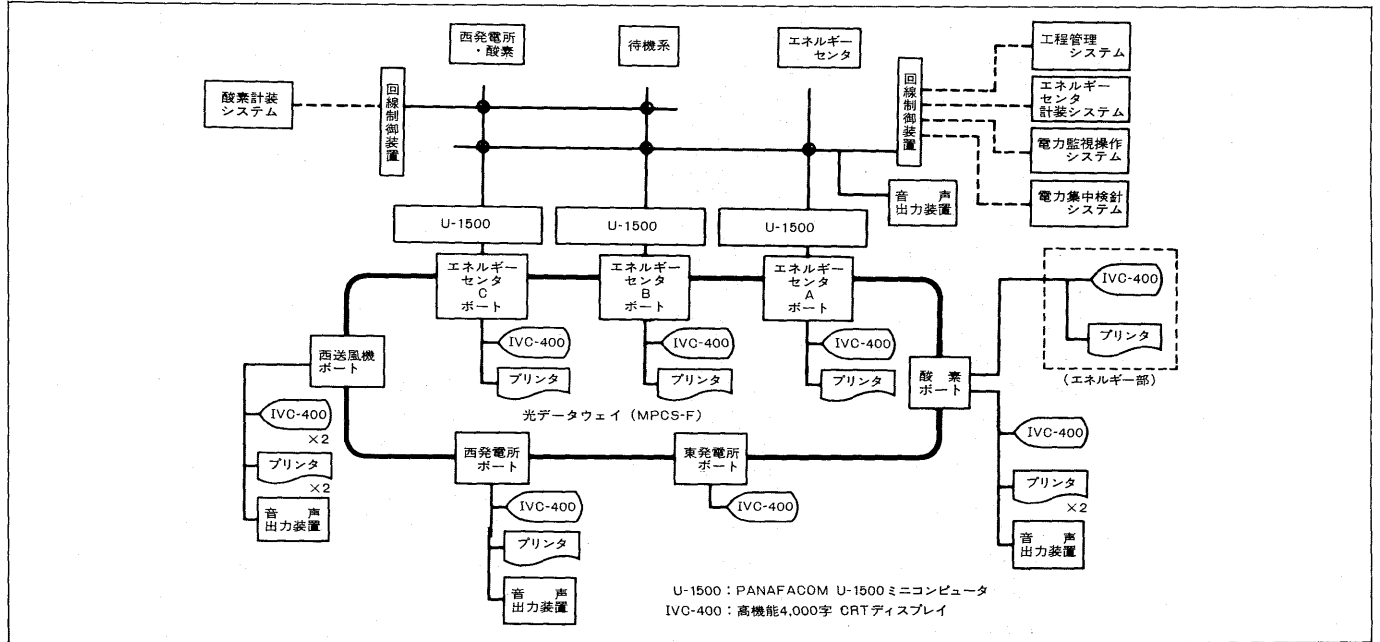 西発電所
・酸素
待機系
エネルギー
センタ
工程管理
システム
酸素計装
システム
回線制御装置
回線制御装置
エネルギー
センタ
計装システム
電力監視操作
システム
電力集中検針
システム
音声
出力装置
U-1500
U-1500
U-1500
エネルギー
センタ
C
ポート
エネルギー
センタ
B
ポート
エネルギー
センタ
A
ポート
IVC-400
プリンタ
(エネルギー部)
IVC-400
プリンタ
IVC-400
プリンタ
IVC-400
プリンタ
西送風機
ポート
酸素
ポート
光データウェイ (MPCS-F)
IVC-400
×2
プリンタ
×2
音声
出力装置
西発電所
ポート
東発電所
ポート
IVC-400
プリンタ
×2
音声
出力装置
IVC-400
プリンタ
音声
出力装置
IVC-400
U-1500：PANAFACOM U-1500ミニコンピュータ
IVC-400：高機能4,000字 CRTディスプレイ